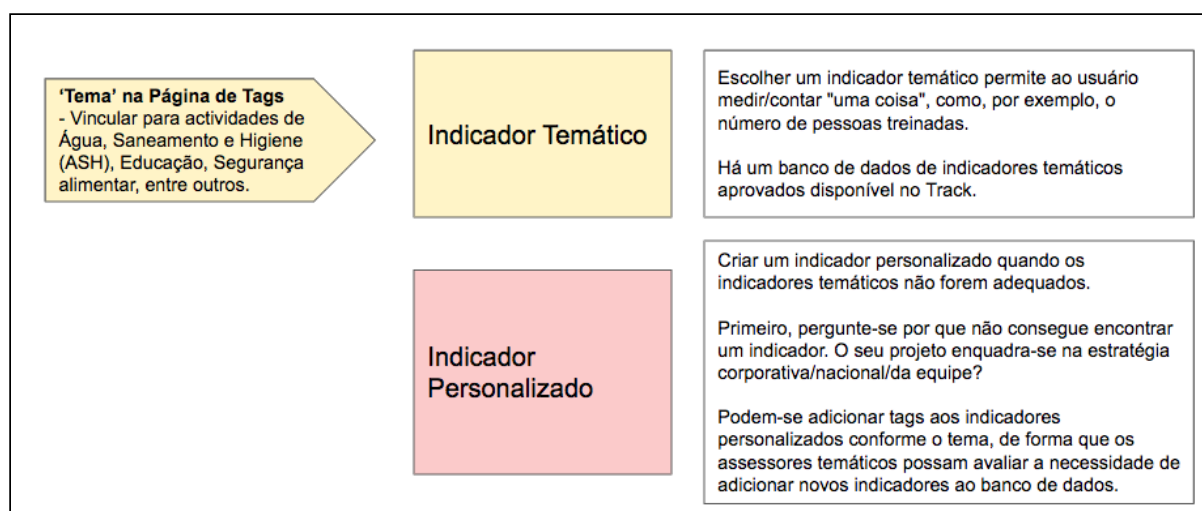 ‘Tema’ na Página de Tags
- Vincular para actividades de
Água, Saneamento e Higiene
(ASH), Educação, Segurança
alimentar, entre outros.
Indicador Temático
Escolher um indicador temático permite ao usuário
medir/contar "uma coisa", como, por exemplo, o
número de pessoas treinadas.
Há um banco de dados de indicadores temáticos
aprovados disponível no Track.
Indicador
Personalizado
Criar um indicador personalizado quando os
indicadores temáticos não forem adequados.
Primeiro, pergunte-se por que não consegue encontrar
um indicador. O seu projeto enquadra-se na estratégia
corporativa/nacional/da equipe?
Podem-se adicionar tags aos indicadores
personalizados conforme o tema, de forma que os
assessores temáticos possam avaliar a necessidade de
adicionar novos indicadores ao banco de dados.